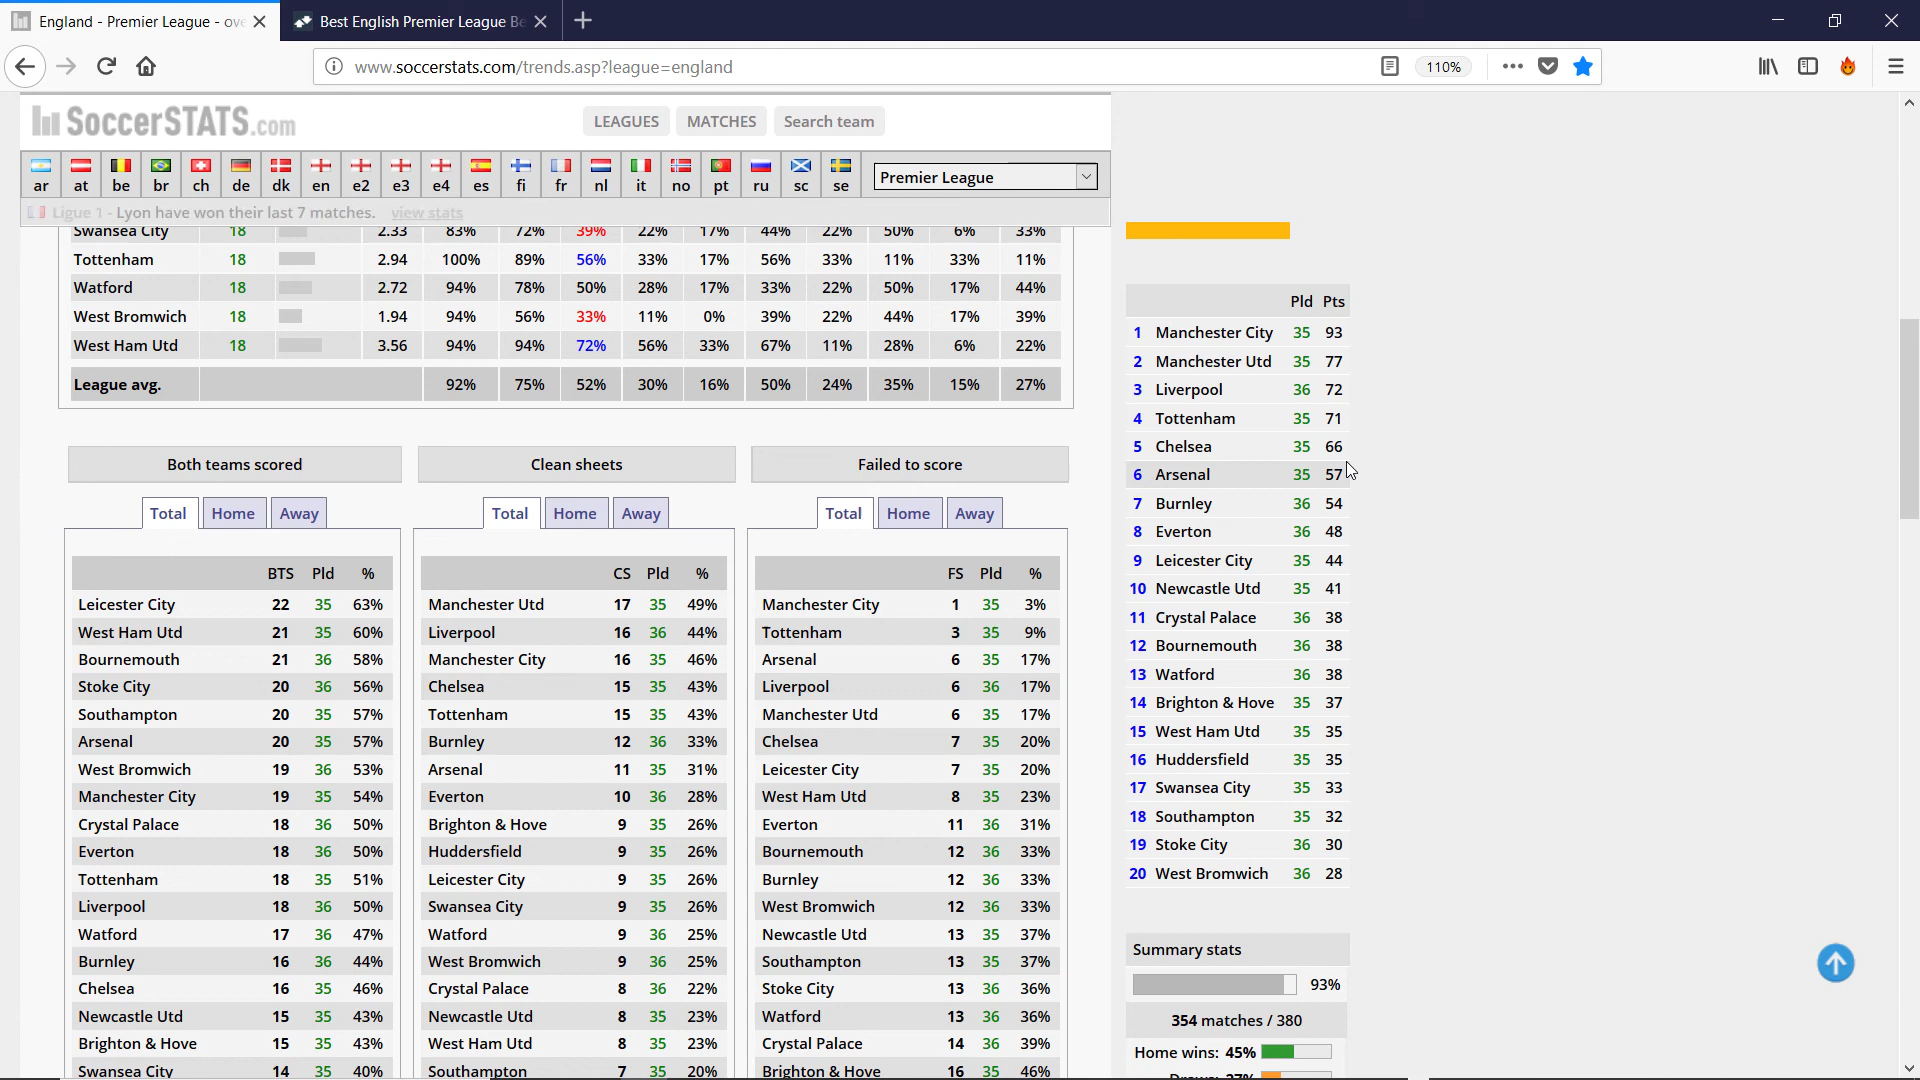 England - Premier League - ove
Best English Premier League Be
www.soccerstats.com/trends.asp?league=england
110%
SoccerSTATS.com
LEAGUES MATCHES Search team
ar at be br ch de dk en e2 e3 e4 es fi fr nl it no pt ru sc se Premier League
Ligue 1 - Lyon have won their last 7 matches. view stats
Swansea City 18 2.33 83% 72% 39% 22% 17% 44% 22% 50% 6% 33%
Tottenham 18 2.94 100% 89% 56% 33% 17% 56% 33% 11% 33% 11%
Watford 18 2.72 94% 78% 50% 28% 17% 33% 22% 50% 17% 44%
West Bromwich 18 1.94 94% 56% 33% 11% 0% 39% 22% 44% 17% 39%
West Ham Utd 18 3.56 94% 94% 72% 56% 33% 67% 11% 28% 6% 22%
League avg. 92% 75% 52% 30% 16% 50% 24% 35% 15% 27%
Both teams scored
Total Home Away
BTS Pld %
Leicester City 22 35 63%
West Ham Utd 21 35 60%
Bournemouth 21 36 58%
Stoke City 20 36 56%
Southampton 20 35 57%
Arsenal 20 35 57%
West Bromwich 19 36 53%
Manchester City 19 35 54%
Crystal Palace 18 36 50%
Everton 18 36 50%
Tottenham 18 35 51%
Liverpool 18 36 50%
Watford 17 36 47%
Burnley 16 36 44%
Chelsea 16 35 46%
Newcastle Utd 15 35 43%
Brighton & Hove 15 35 43%
Swansea City 14 35 40%
Clean sheets
Total Home Away
CS Pld %
Manchester Utd 17 35 49%
Liverpool 16 36 44%
Manchester City 16 35 46%
Chelsea 15 35 43%
Tottenham 15 35 43%
Burnley 12 36 33%
Arsenal 11 35 31%
Everton 10 36 28%
Brighton & Hove 9 35 26%
Huddersfield 9 35 26%
Leicester City 9 35 26%
Swansea City 9 35 26%
Watford 9 36 25%
West Bromwich 9 36 25%
Crystal Palace 8 36 22%
Newcastle Utd 8 35 23%
West Ham Utd 8 35 23%
Southampton 7 35 20%
Failed to score
Total Home Away
FS Pld %
Manchester City 1 35 3%
Tottenham 3 35 9%
Arsenal 6 35 17%
Liverpool 6 36 17%
Manchester Utd 6 35 17%
Chelsea 7 35 20%
Leicester City 7 35 20%
West Ham Utd 8 35 23%
Everton 11 36 31%
Bournemouth 12 36 33%
Burnley 12 36 33%
West Bromwich 12 36 33%
Newcastle Utd 13 35 37%
Southampton 13 35 37%
Stoke City 13 36 36%
Watford 13 36 36%
Crystal Palace 14 36 39%
Brighton & Hove 16 35 46%
Pld Pts
1 Manchester City 35 93
2 Manchester Utd 35 77
3 Liverpool 36 72
4 Tottenham 35 71
5 Chelsea 35 66
6 Arsenal 35 57
7 Burnley 36 54
8 Everton 36 48
9 Leicester City 35 44
10 Newcastle Utd 35 41
11 Crystal Palace 36 38
12 Bournemouth 36 38
13 Watford 36 38
14 Brighton & Hove 35 37
15 West Ham Utd 35 35
16 Huddersfield 35 35
17 Swansea City 35 33
18 Southampton 35 32
19 Stoke City 36 30
20 West Bromwich 36 28
Summary stats
93%
354 matches / 380
Home wins: 45%
Draws: 27%